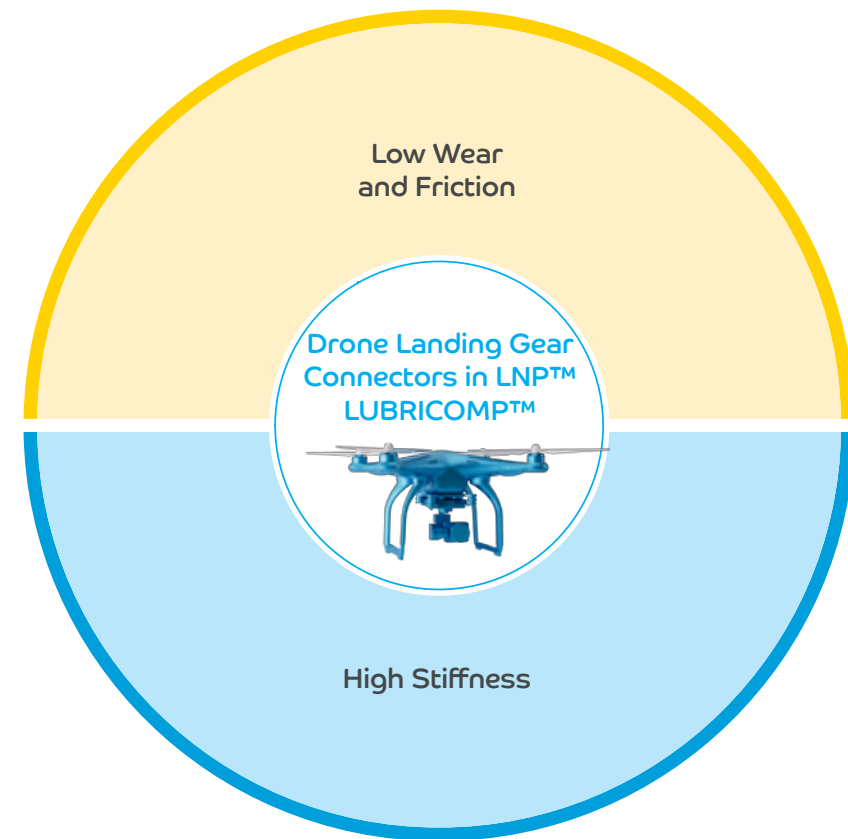 Low Wear
and Friction
Drone Landing Gear
Connectors in LNP™
LUBRICOMP™
High Stiffness